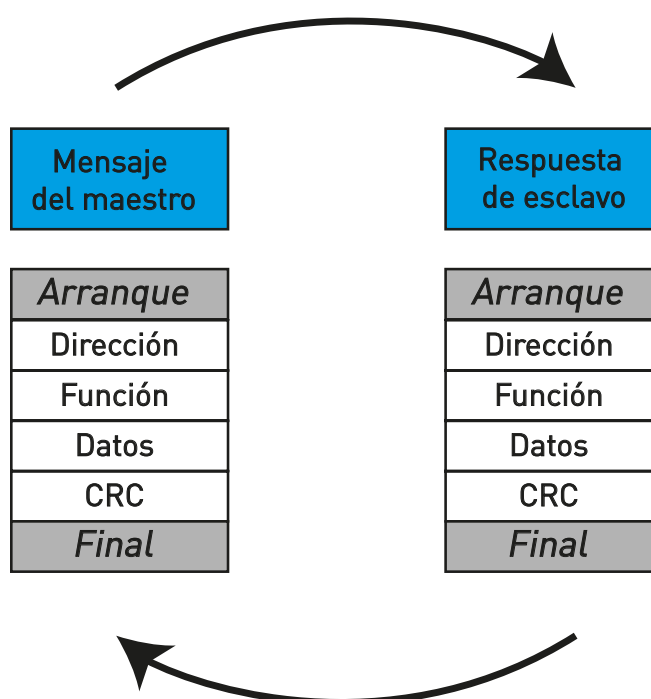 Mensaje
del maestro
Arranque
Dirección
Función
Datos
CRC
Final
Respuesta
de esclavo
Arranque
Dirección
Función
Datos
CRC
Final